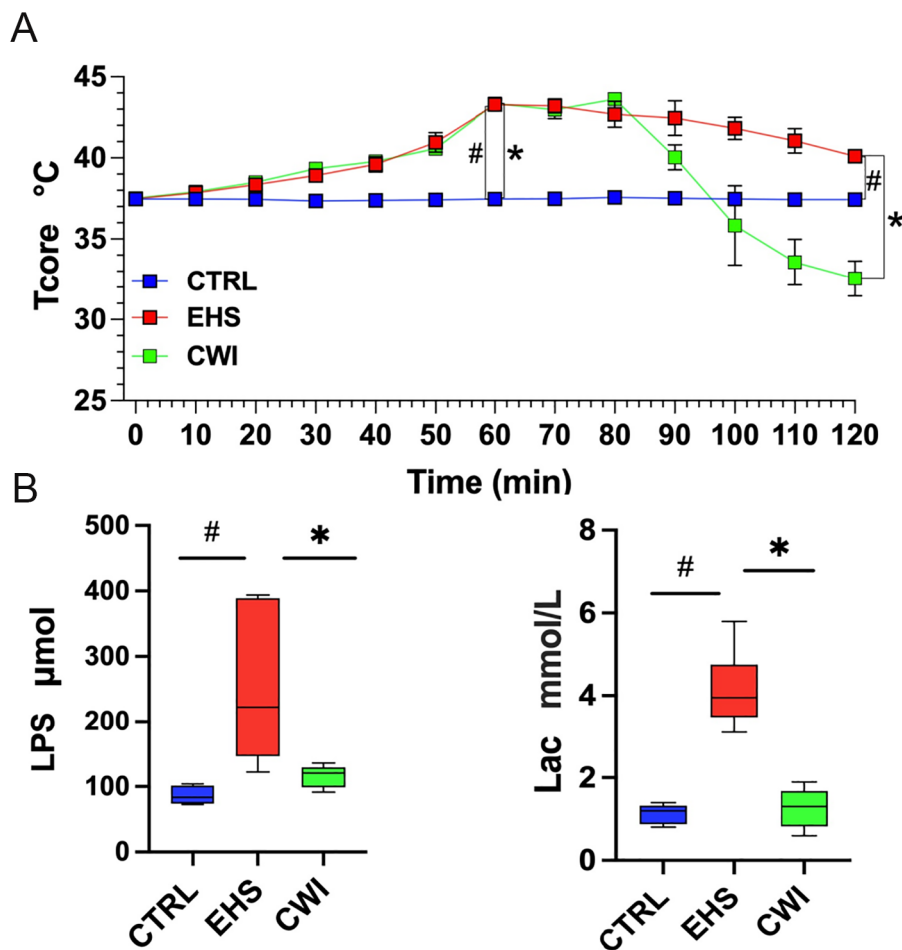 A
45
40
35
30
25
Tcore °C
# *
#
*
CTRL
EHS
CWI
0 10 20 30 40 50 60 70 80 90 100 110 120
Time (min)
B
500
400
300
200
100
0
LPS µmol
# *
CTRL EHS CWI
8
6
4
2
0
Lac mmol/L
# *
CTRL EHS CWI